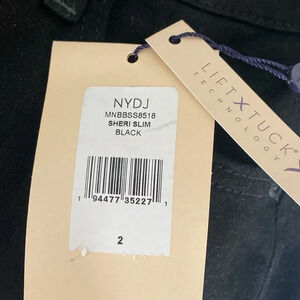 NYDJ
MNBBSS8518
SHERI SLIM
BLACK
1 94477 35227 1
2
LIFT X TUCK®
TECHNOLOGY